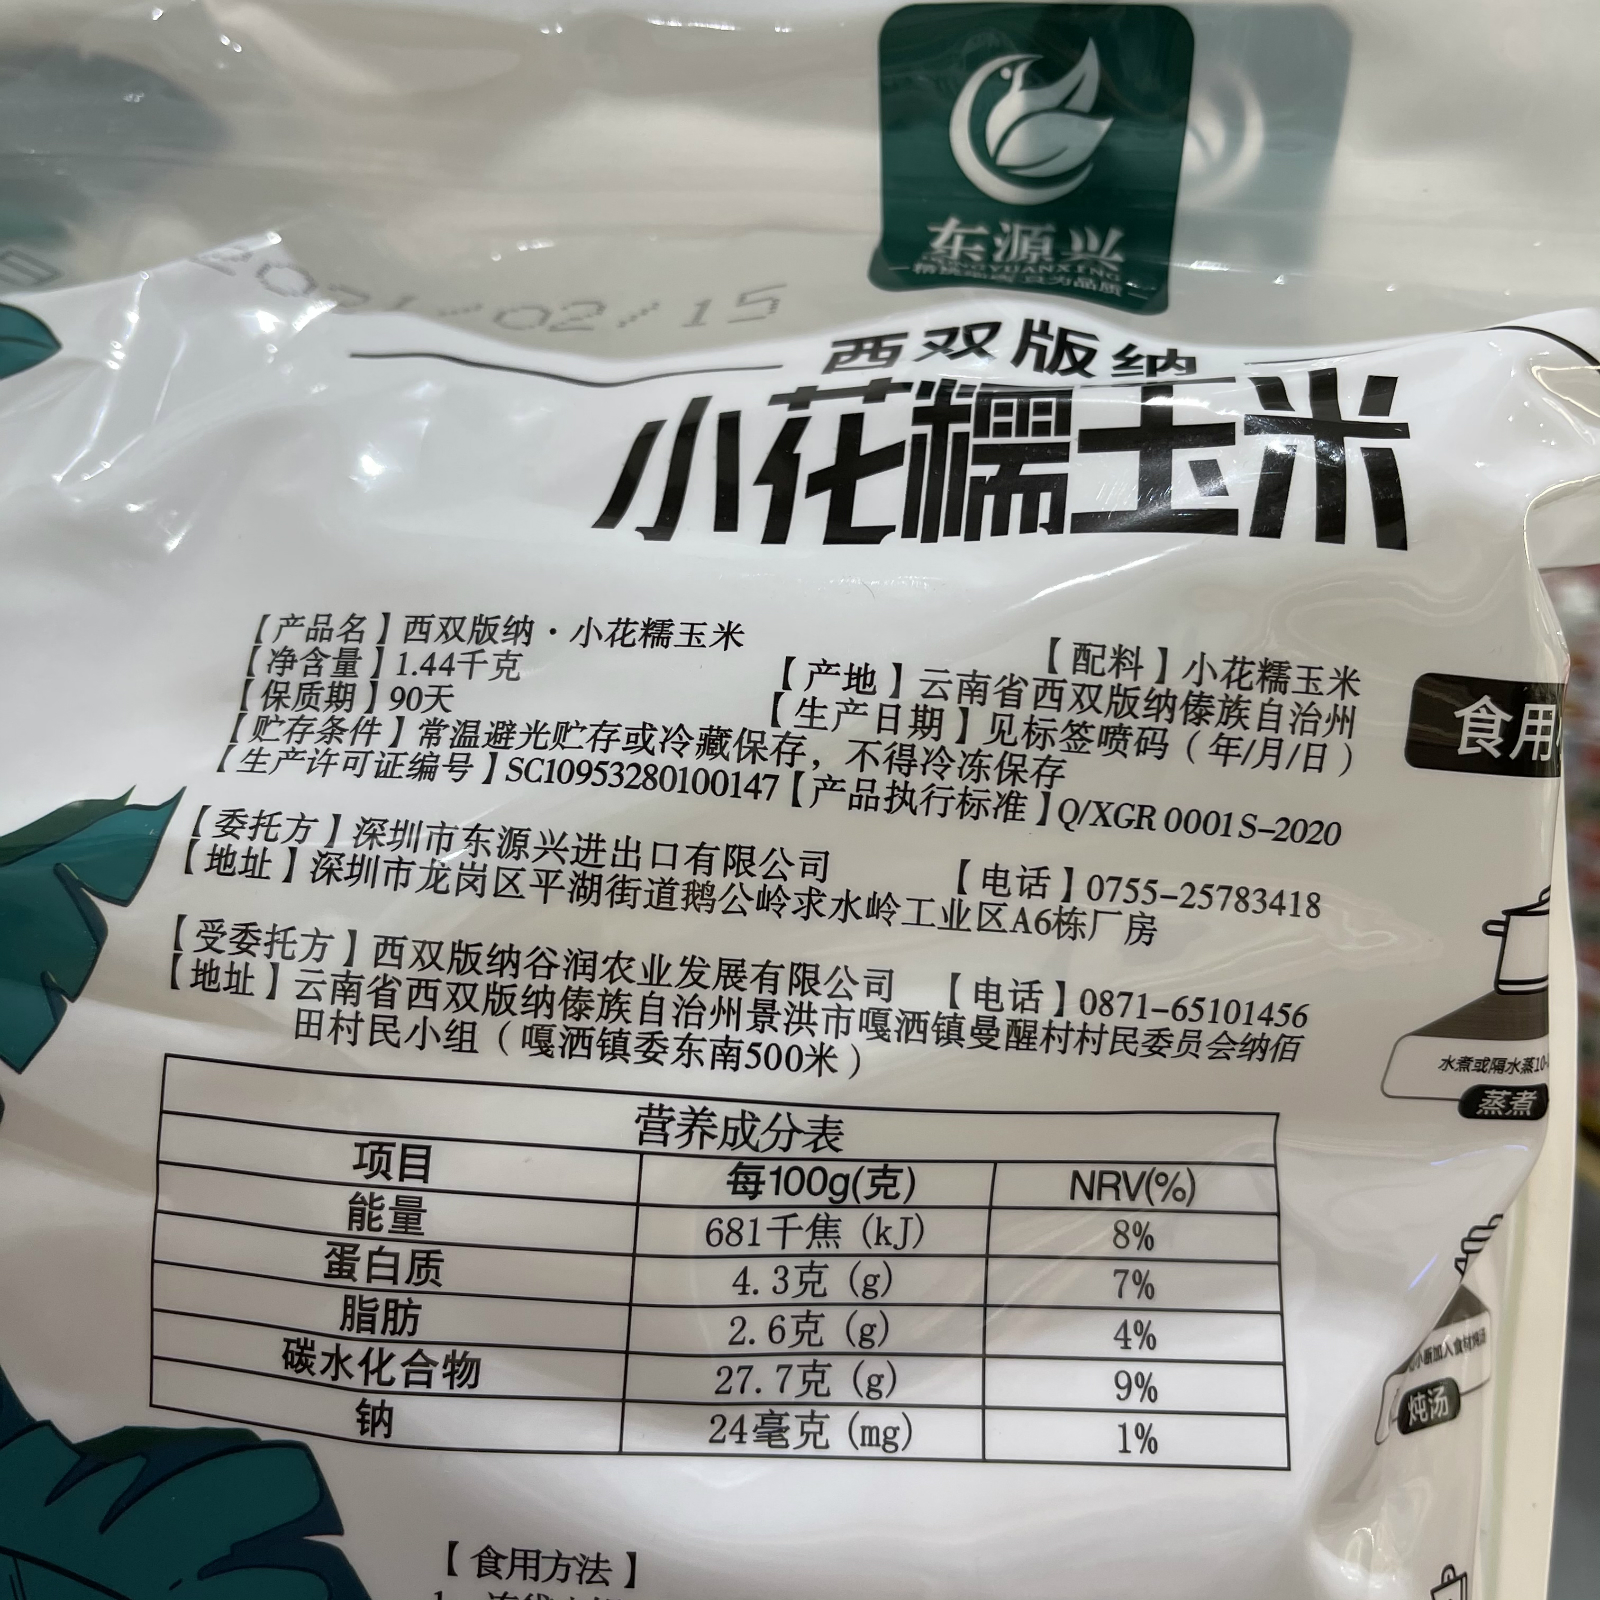 东源兴
2021-02/15
西双版纳
小花糯玉米
【产品名】西双版纳·小花糯玉米 【配料】小花糯玉米
【净含量】1.44千克 【产地】云南省西双版纳傣族自治州
【保质期】90天 【生产日期】见标签喷码（年/月/日）
【贮存条件】常温避光贮存或冷藏保存，不得冷冻保存
【生产许可证编号】SC10953280100147【产品执行标准】Q/XGR 0001S-2020
【委托方】深圳市东源兴进出口有限公司 【电话】0755-25783418
【地址】深圳市龙岗区平湖街道鹅公岭求水岭工业区A6栋厂房
【受委托方】西双版纳谷润农业发展有限公司 【电话】0871-65101456
【地址】云南省西双版纳傣族自治州景洪市嘎洒镇曼醒村村民委员会纳佰
田村民小组（嘎洒镇委东南500米）
营养成分表
项目 每100g(克) NRV(%)
能量 681千焦 (kJ) 8%
蛋白质 4.3克 (g) 7%
脂肪 2.6克 (g) 4%
碳水化合物 27.7克 (g) 9%
钠 24毫克 (mg) 1%
【食用方法】
食用
水煮或隔水蒸10
蒸煮
炖汤